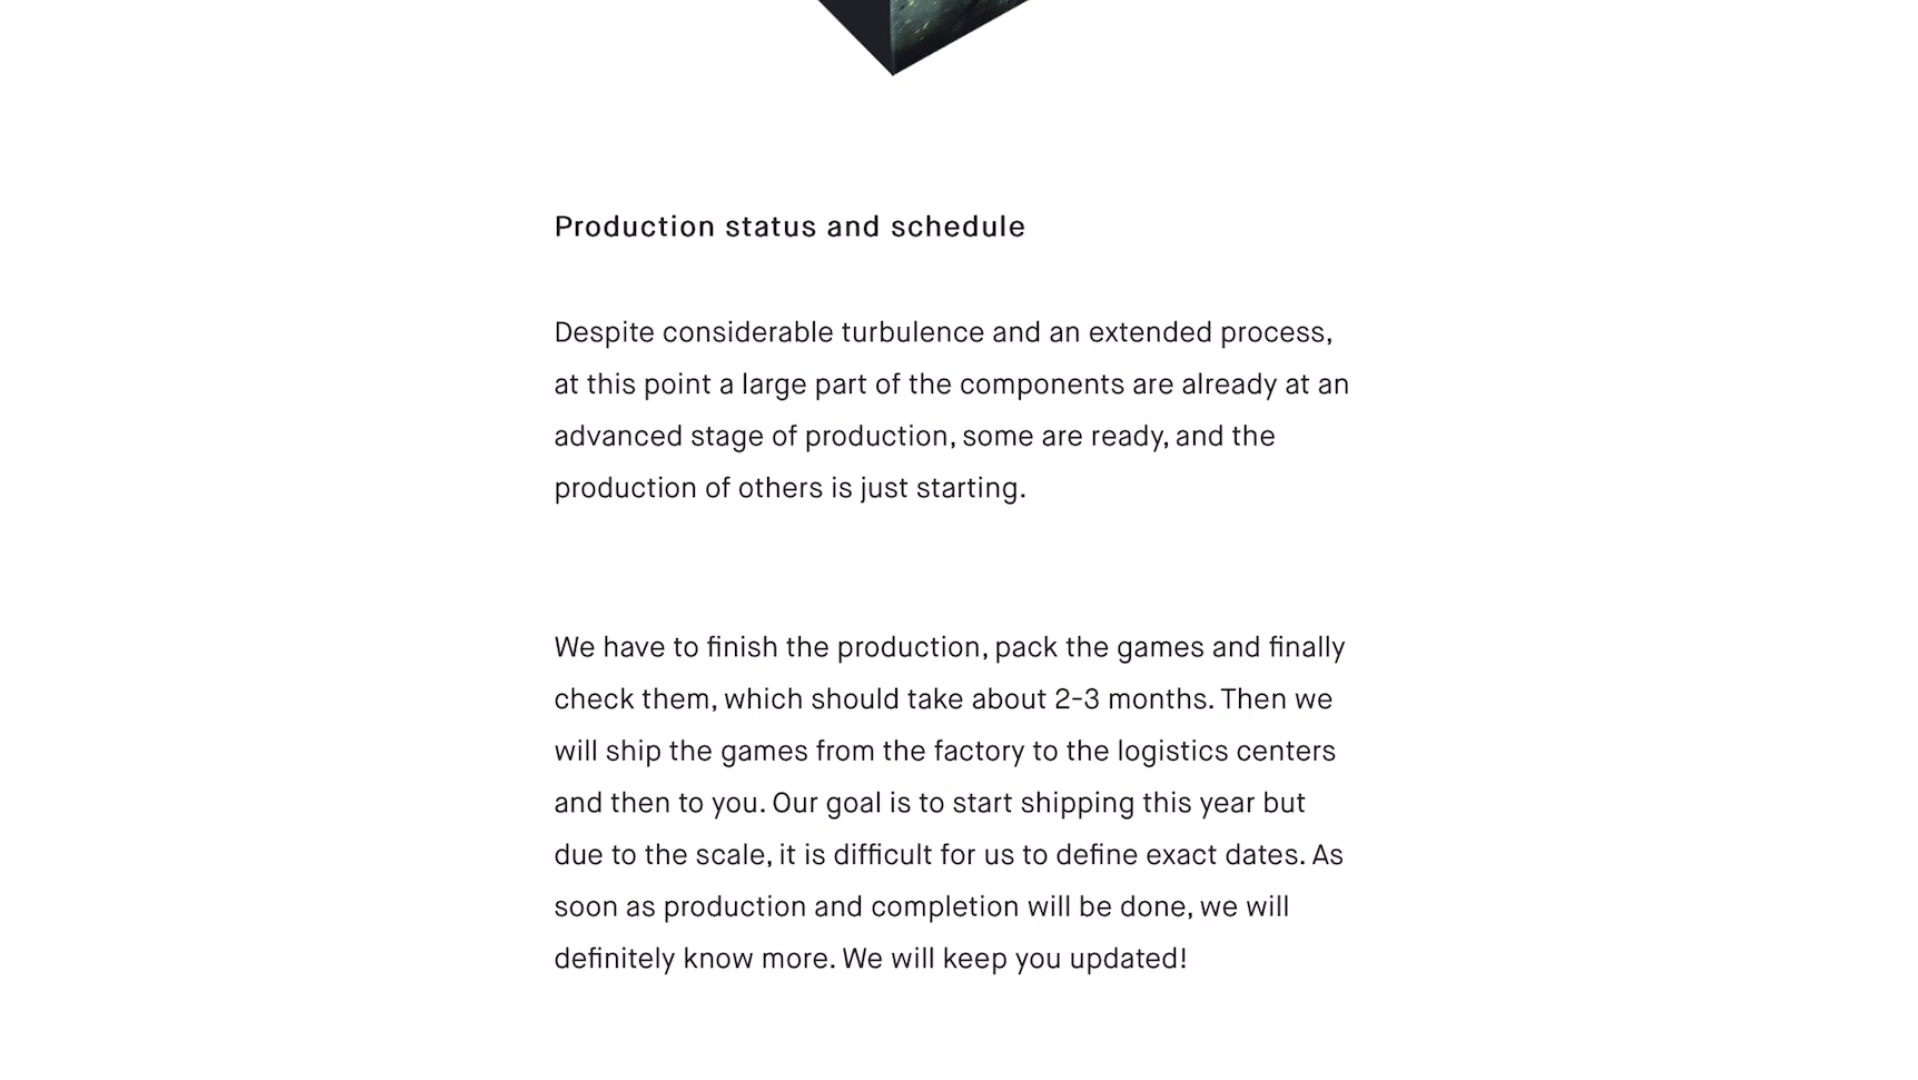 Production status and schedule
Despite considerable turbulence and an extended process,
at this point a large part of the components are already at an
advanced stage of production, some are ready, and the
production of others is just starting.
We have to finish the production, pack the games and finally
check them, which should take about 2-3 months. Then we
will ship the games from the factory to the logistics centers
and then to you. Our goal is to start shipping this year but
due to the scale, it is difficult for us to define exact dates. As
soon as production and completion will be done, we will
definitely know more. We will keep you updated!